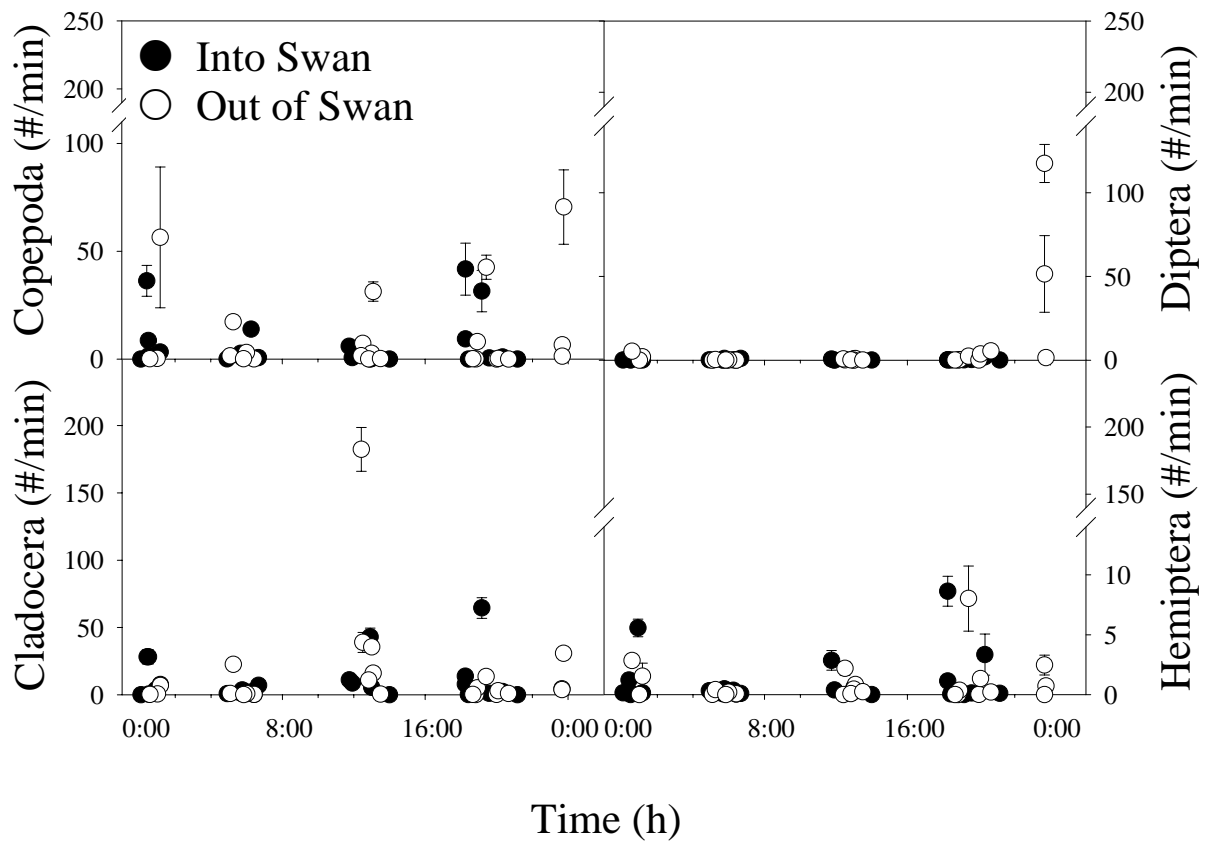 250
200
100
50
0
Copepoda (#/min)
Into Swan
Out of Swan
250
200
100
50
0
Diptera (#/min)
200
150
100
50
0
Cladocera (#/min)
200
150
10
5
0
Hemiptera (#/min)
0:00 8:00 16:00 0:00 0:00 8:00 16:00 0:00
Time (h)